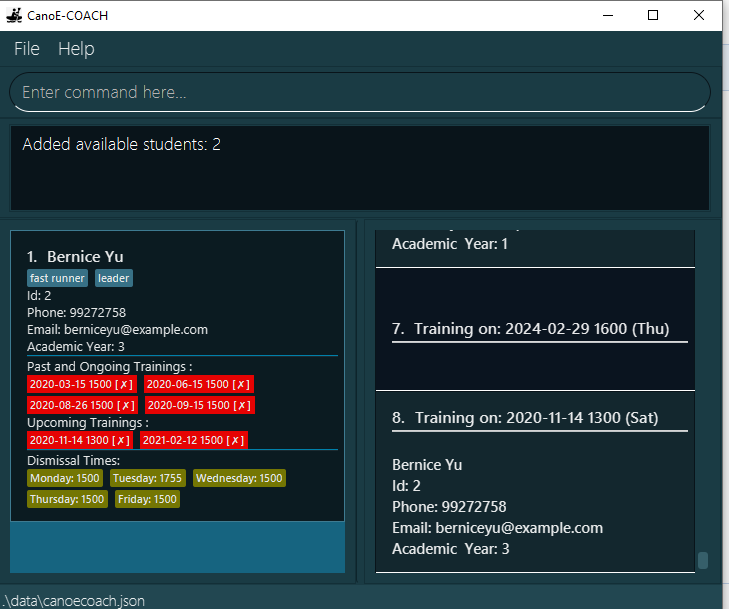 CanoE-COACH
File Help
Enter command here...
Added available students: 2
1. Bernice Yu
fast runner leader
Id: 2
Phone: 99272758
Email: berniceyu@example.com
Academic Year: 3
Past and Ongoing Trainings :
2020-03-15 1500 [✗] 2020-06-15 1500 [✗]
2020-08-26 1500 [✗] 2020-09-15 1500 [✗]
Upcoming Trainings :
2020-11-14 1300 [✗] 2021-02-12 1500 [✗]
Dismissal Times:
Monday: 1500 Tuesday: 1755 Wednesday: 1500
Thursday: 1500 Friday: 1500
Academic Year: 1
7. Training on: 2024-02-29 1600 (Thu)
8. Training on: 2020-11-14 1300 (Sat)
Bernice Yu
Id: 2
Phone: 99272758
Email: berniceyu@example.com
Academic Year: 3
.\data\canoecoach.json